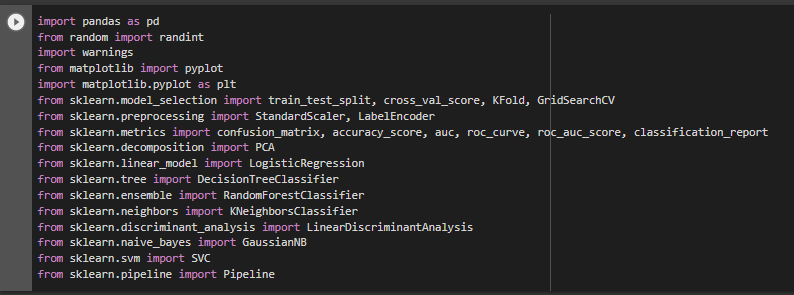 import pandas as pd
from random import randint
import warnings
from matplotlib import pyplot
import matplotlib.pyplot as plt
from sklearn.model_selection import train_test_split, cross_val_score, KFold, GridSearchCV
from sklearn.preprocessing import StandardScaler, LabelEncoder
from sklearn.metrics import confusion_matrix, accuracy_score, auc, roc_curve, roc_auc_score, classification_report
from sklearn.decomposition import PCA
from sklearn.linear_model import LogisticRegression
from sklearn.tree import DecisionTreeClassifier
from sklearn.ensemble import RandomForestClassifier
from sklearn.neighbors import KNeighborsClassifier
from sklearn.discriminant_analysis import LinearDiscriminantAnalysis
from sklearn.naive_bayes import GaussianNB
from sklearn.svm import SVC
from sklearn.pipeline import Pipeline